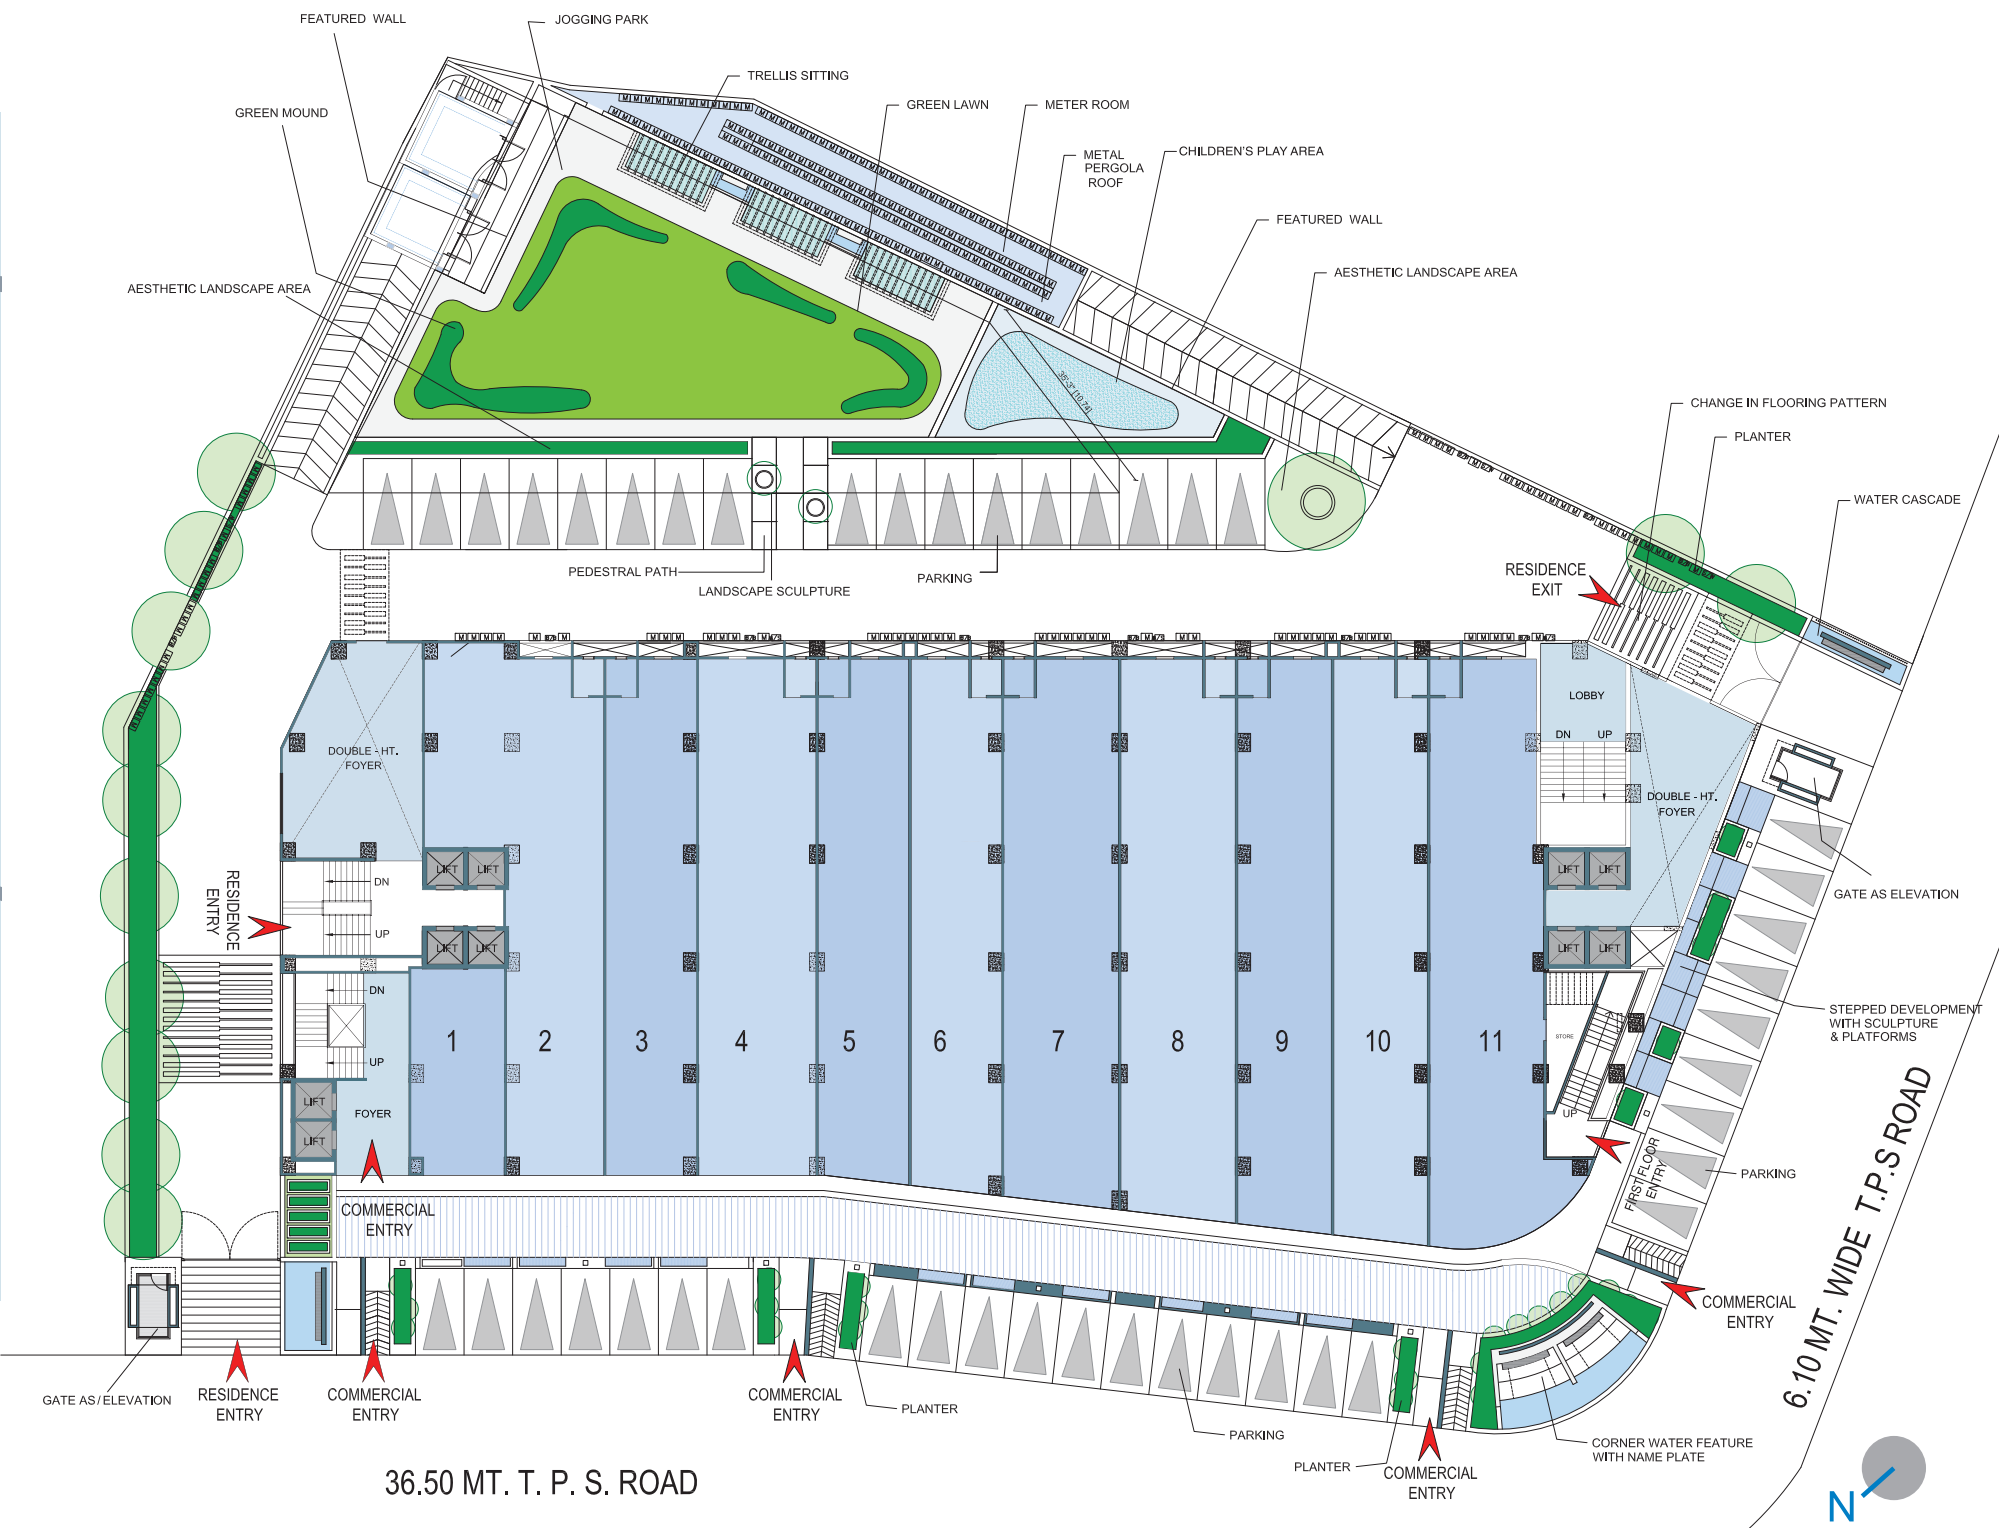 FEATURED WALL
JOGGING PARK
TRELLIS SITTING
GREEN MOUND
GREEN LAWN
METER ROOM
METAL
PERGOLA
ROOF
CHILDREN'S PLAY AREA
FEATURED WALL
AESTHETIC LANDSCAPE AREA
AESTHETIC LANDSCAPE AREA
35'-3" [10.74]
CHANGE IN FLOORING PATTERN
PLANTER
WATER CASCADE
PEDESTRAL PATH
LANDSCAPE SCULPTURE
PARKING
RESIDENCE
EXIT
LOBBY
DN
UP
DOUBLE - HT.
FOYER
DOUBLE - HT.
FOYER
LIFT
LIFT
LIFT
LIFT
GATE AS ELEVATION
RESIDENCE
ENTRY
DN
UP
LIFT
LIFT
LIFT
LIFT
DN
UP
STEPPED DEVELOPMENT
WITH SCULPTURE
& PLATFORMS
1
2
3
4
5
6
7
8
9
10
11
STORE
UP
LIFT
LIFT
FOYER
FIRST FLOOR
ENTRY
PARKING
COMMERCIAL
ENTRY
COMMERCIAL
ENTRY
6.10 MT. WIDE T.P.S ROAD
GATE AS/ELEVATION
RESIDENCE
ENTRY
COMMERCIAL
ENTRY
COMMERCIAL
ENTRY
PLANTER
PARKING
PLANTER
COMMERCIAL
ENTRY
CORNER WATER FEATURE
WITH NAME PLATE
36.50 MT. T. P. S. ROAD
N